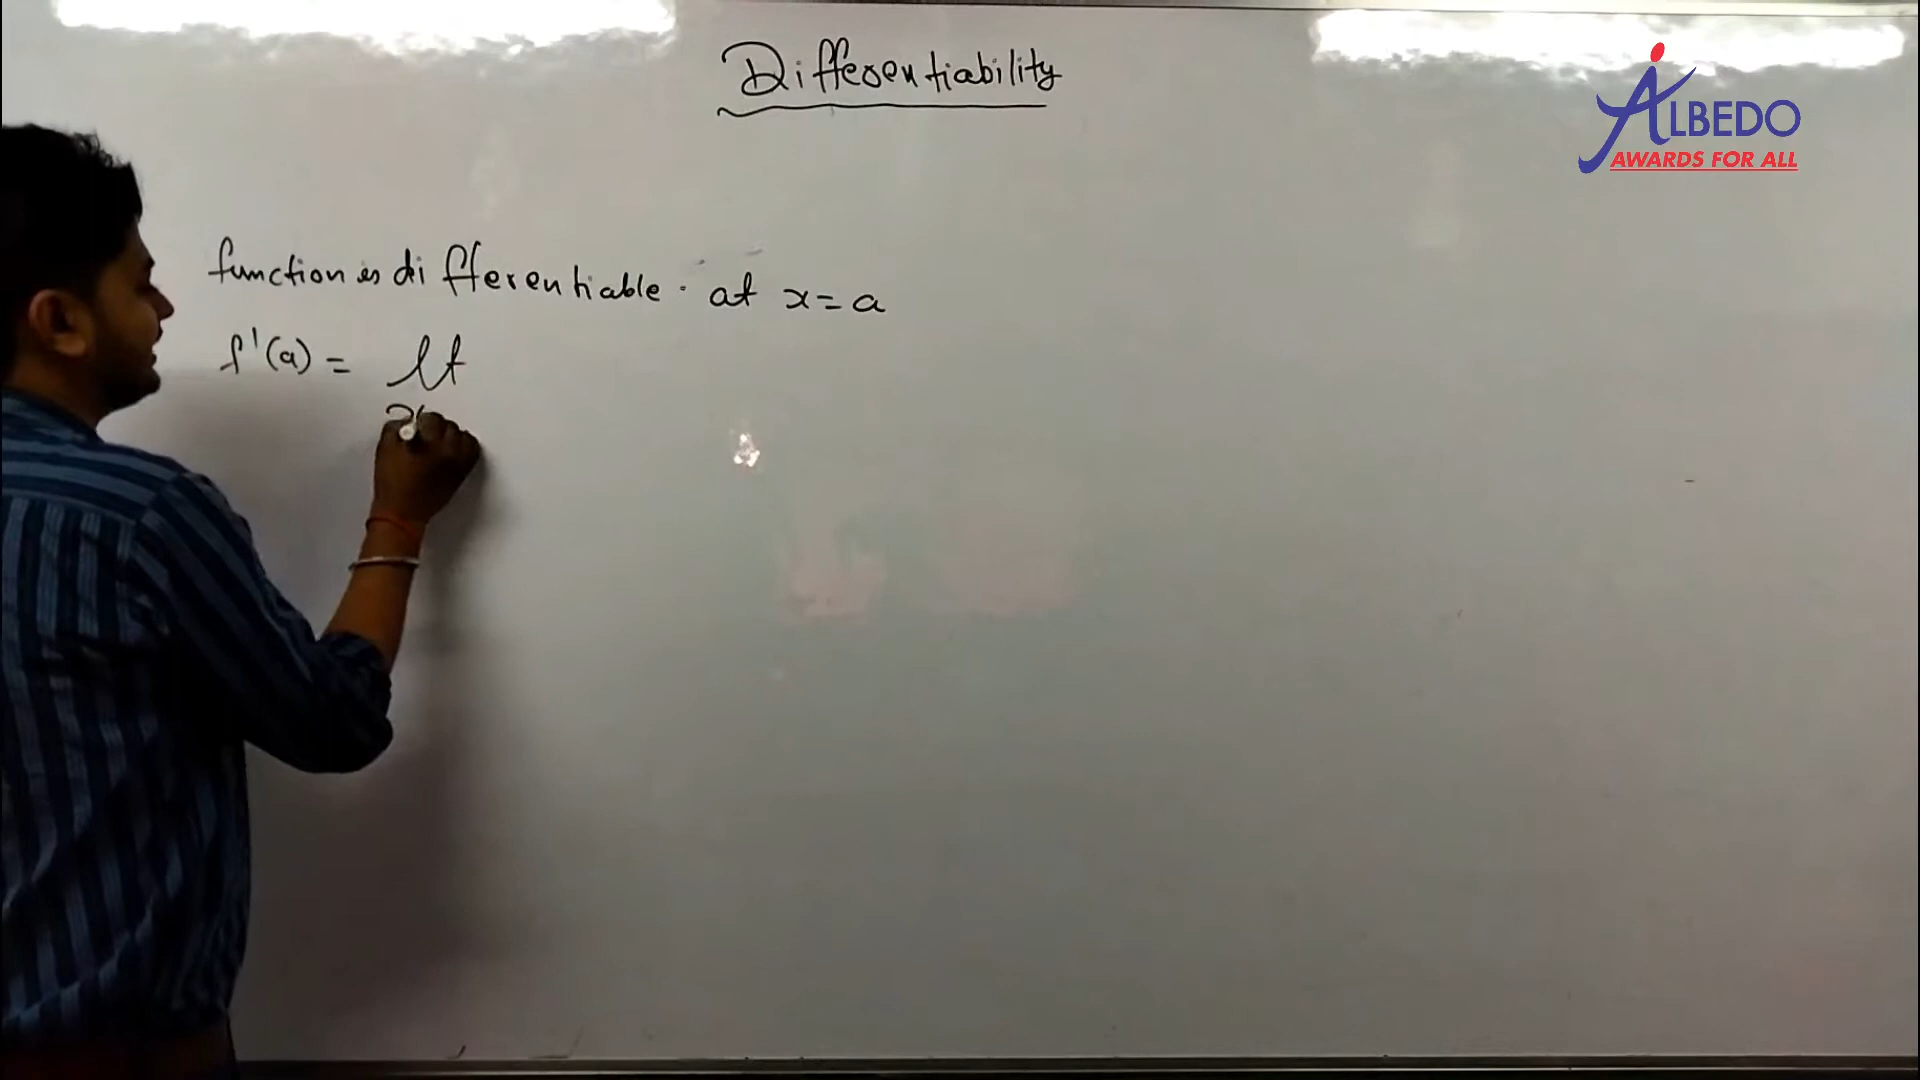 Differentiability
ALBEDO
AWARDS FOR ALL
function is differentiable. at x = a
f'(a) = lt
x